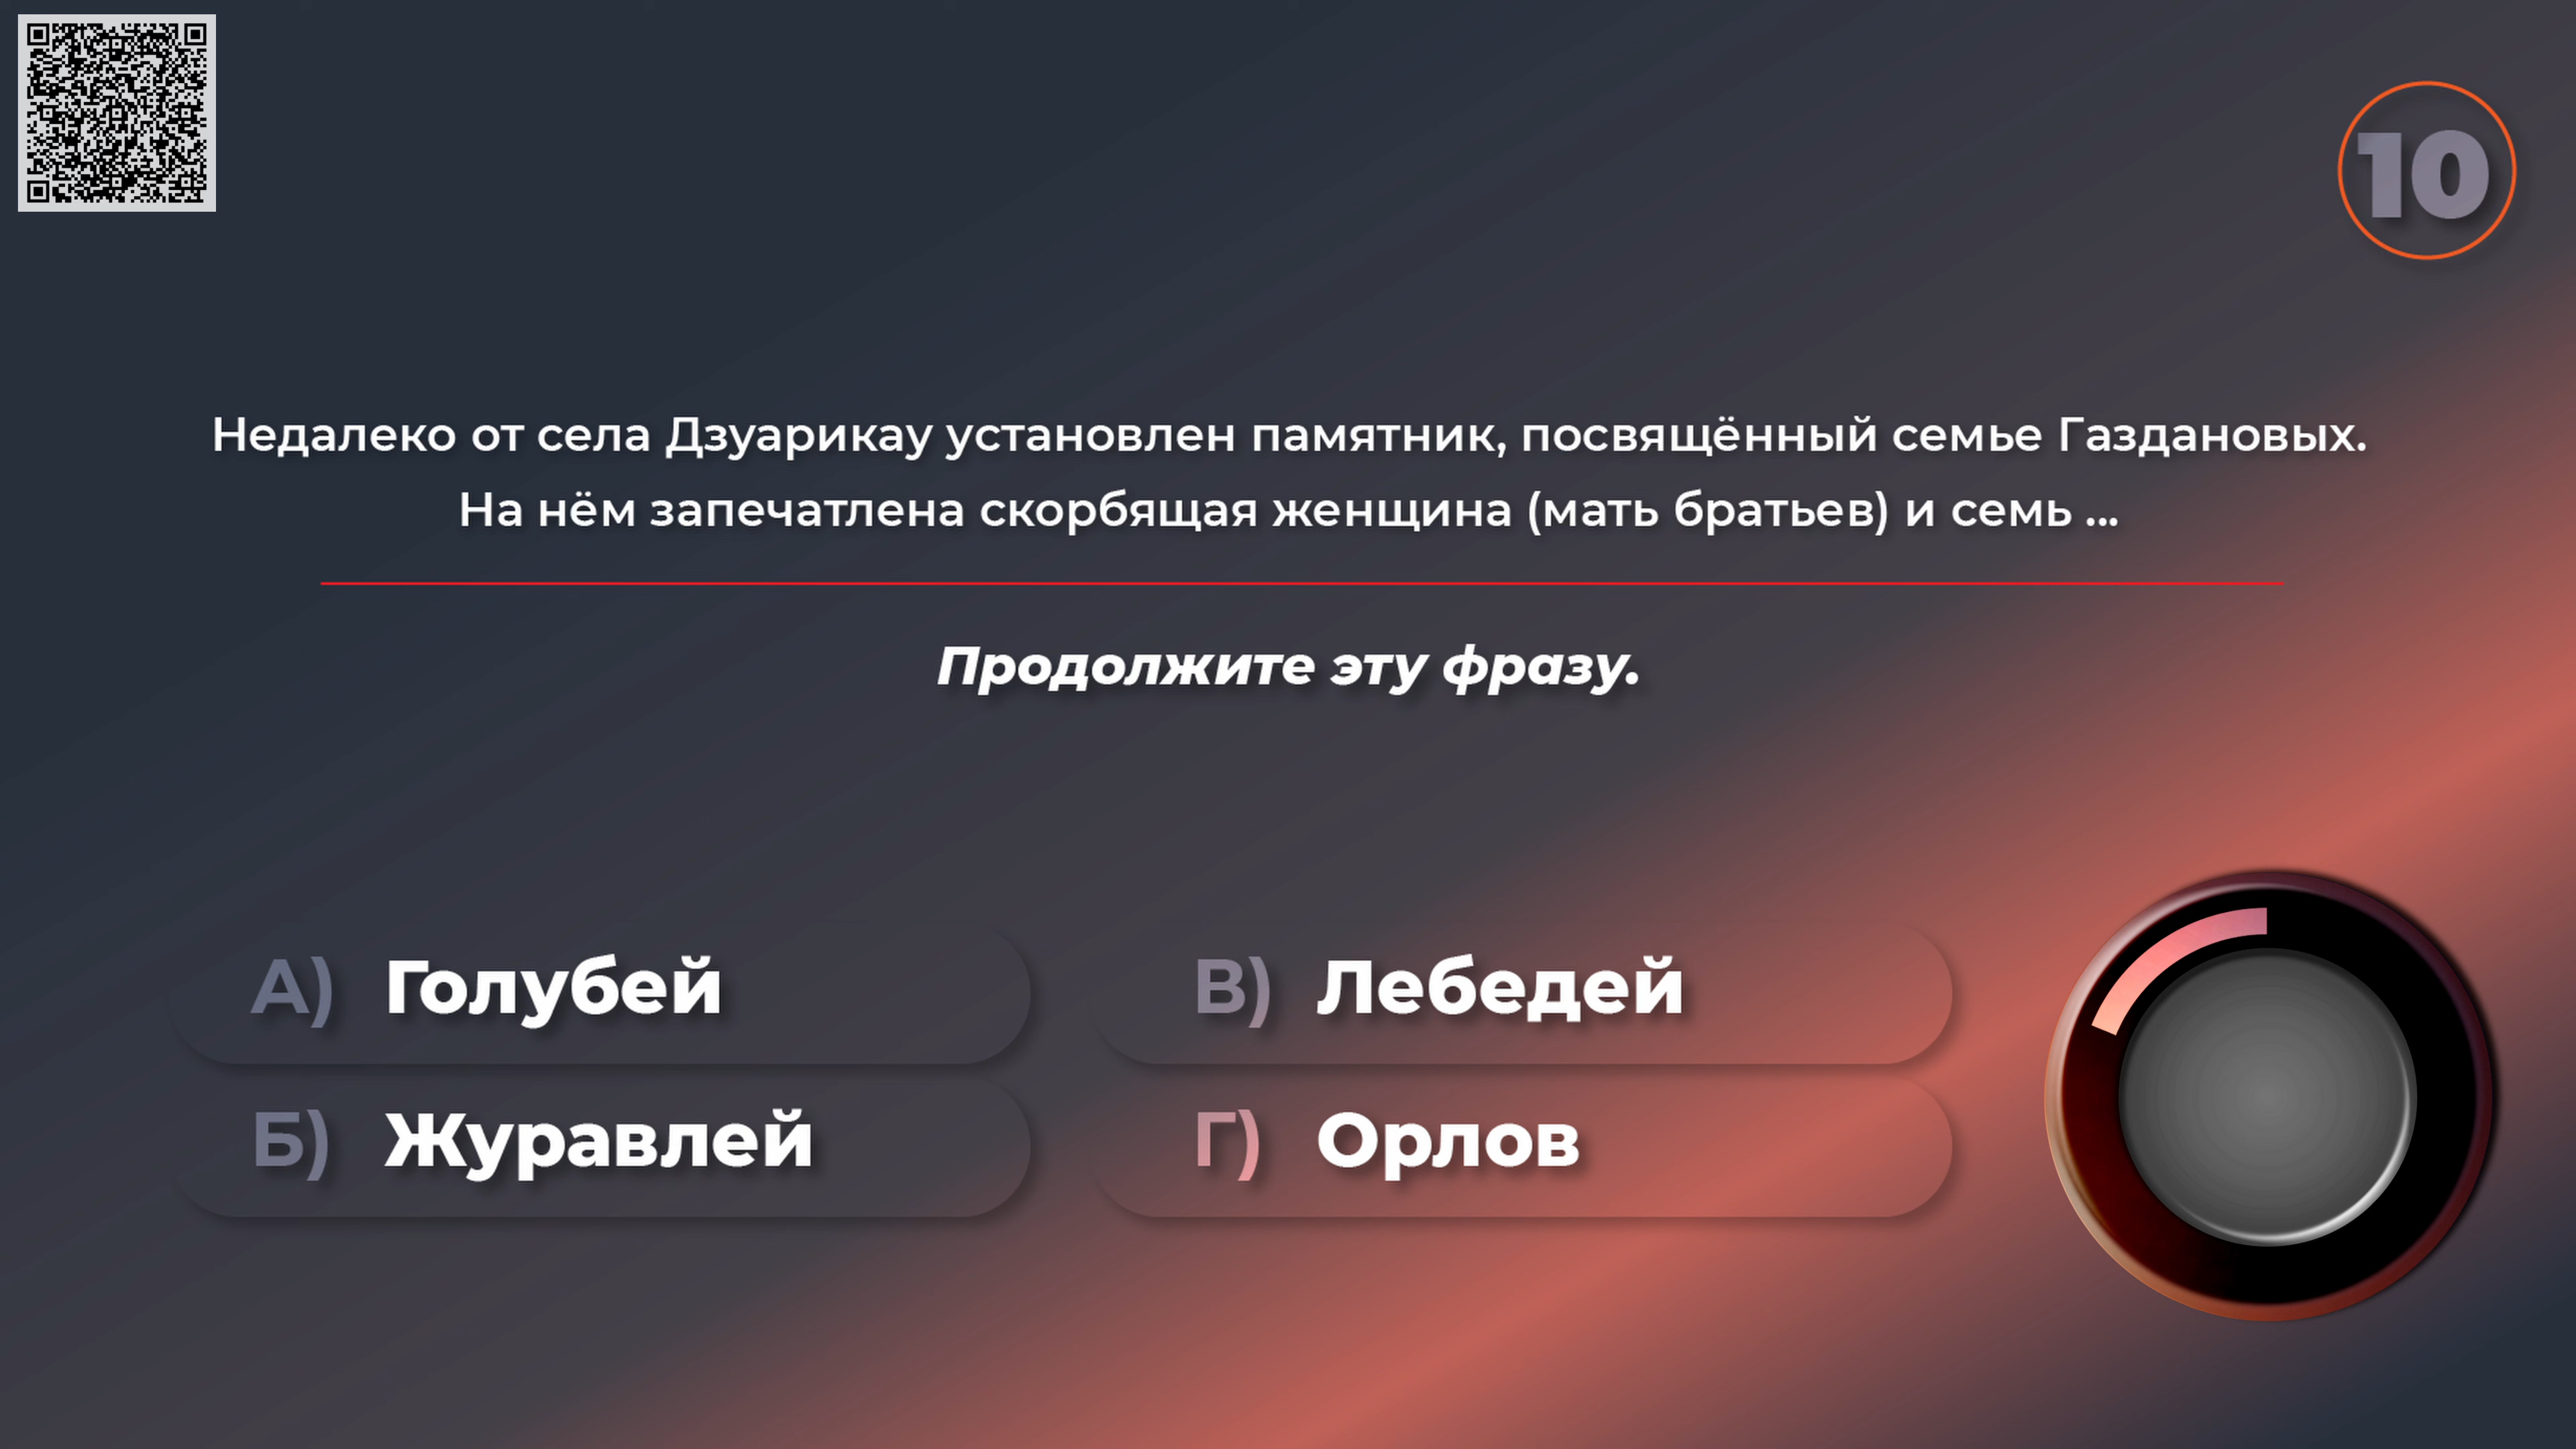 10
Недалеко от села Дзуарикау установлен памятник, посвящённый семье Газдановых.
На нём запечатлена скорбящая женщина (мать братьев) и семь ...
Продолжите эту фразу.
А) Голубей
В) Лебедей
Б) Журавлей
Г) Орлов